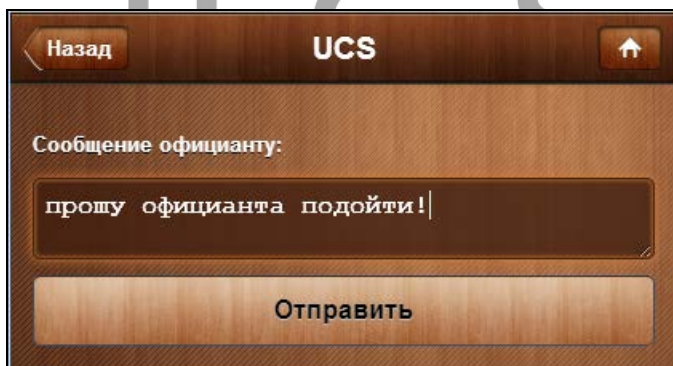 Назад
UCS
Сообщение официанту:
прошу официанта подойти!
Отправить